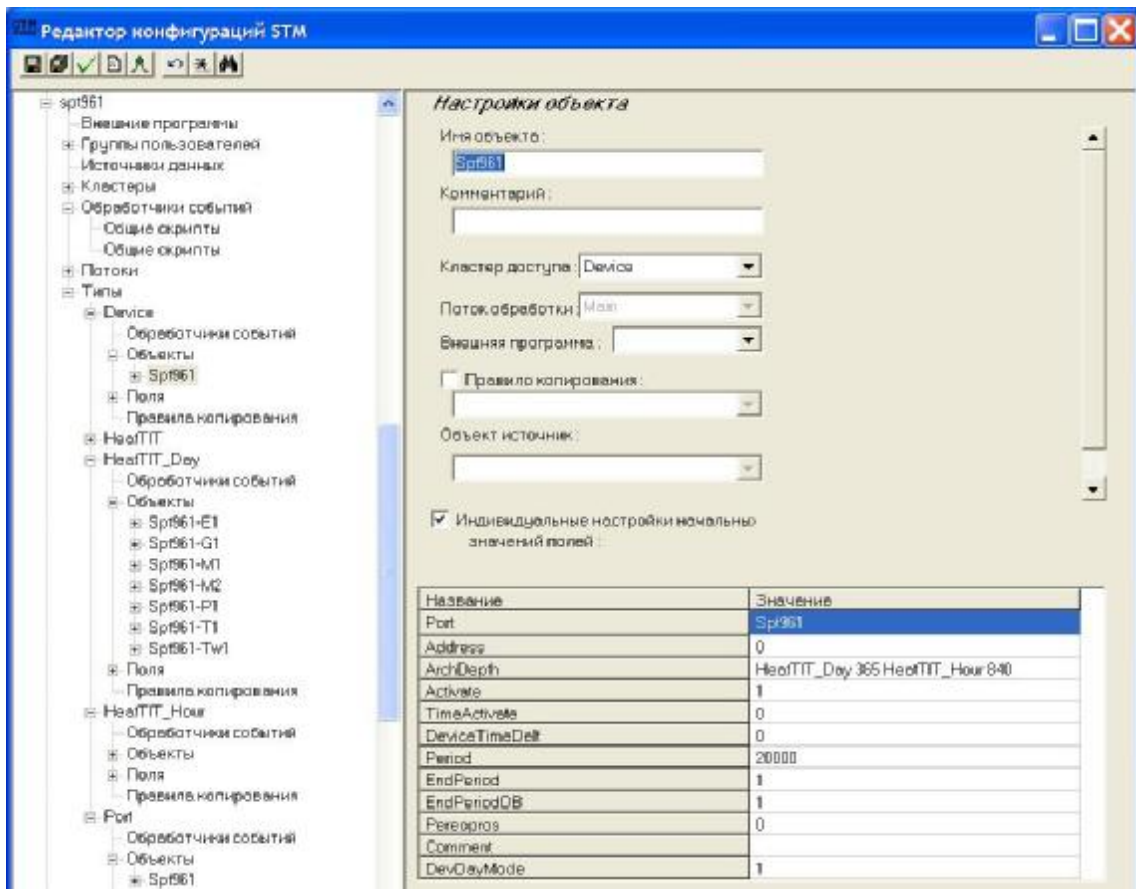 STM Редактор конфигураций STM
spt961
Внешние программы
Группы пользователей
Источники данных
Кластеры
Обработчики событий
Общие скрипты
Общие скрипты
Потоки
Типы
Device
Обработчики событий
Объекты
Spt961
Поля
Правила копирования
HeatTIT
HeatTIT_Day
Обработчики событий
Объекты
Spt961-E1
Spt961-G1
Spt961-M1
Spt961-M2
Spt961-P1
Spt961-T1
Spt961-Tw1
Поля
Правила копирования
HeatTIT_Hour
Обработчики событий
Объекты
Поля
Правила копирования
Port
Обработчики событий
Объекты
Spt961
Настройки объекта
Имя объекта:
Spt961
Комментарий:
Кластер доступа: Device
Поток обработки: Main
Внешняя программа:
Правило копирования:
Объект источник:
Индивидуальные настройки начальны
значений полей:
Название Значение
Port Spt961
Address 0
ArchDepth HeatTIT_Day 365 HeatTIT_Hour 840
Activate 1
TimeActivate 0
DeviceTimeDelt 0
Period 20000
EndPeriod 1
EndPeriodDB 1
Pereopros 0
Comment
DevDayMode 1